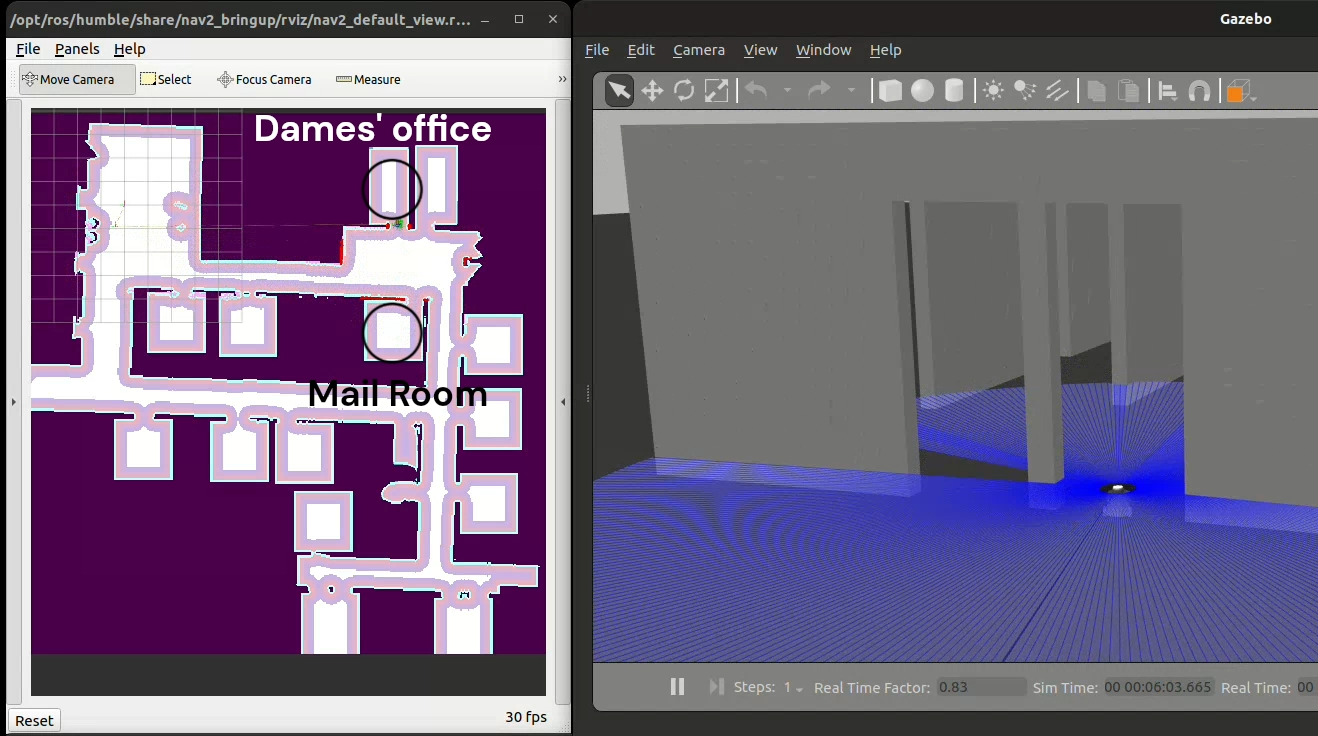 /opt/ros/humble/share/nav2_bringup/rviz/nav2_default_view.r...
File Panels Help
Move Camera Select Focus Camera Measure
Dames' office
Mail Room
Reset 30 fps
Gazebo
File Edit Camera View Window Help
Steps: 1 Real Time Factor: 0.83 Sim Time: 00 00:06:03.665 Real Time: 00